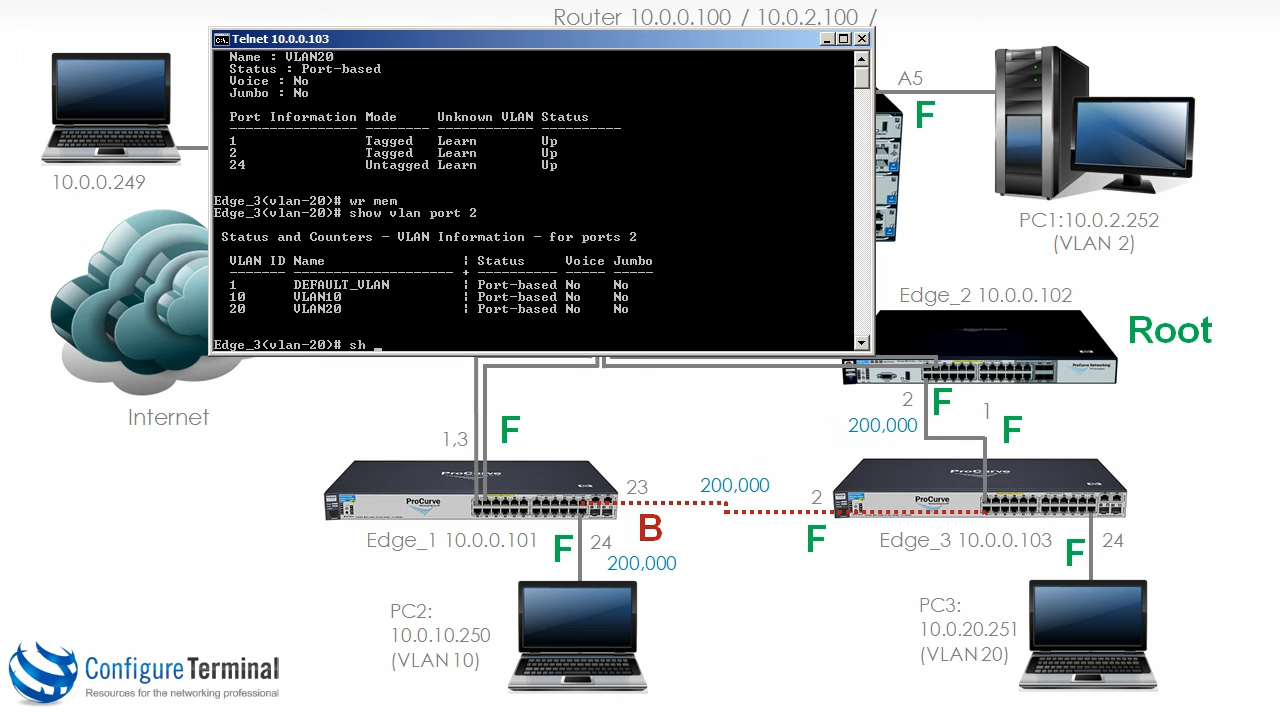 Router 10.0.0.100 / 10.0.2.100 /
Telnet 10.0.0.103
Name : VLAN20
Status : Port-based
Voice : No
Jumbo : No
Port Information Mode Unknown VLAN Status
1 Tagged Learn Up
2 Tagged Learn Up
24 Untagged Learn Up
Edge_3(vlan-20)# wr mem
Edge_3(vlan-20)# show vlan port 2
Status and Counters - VLAN Information - for ports 2
VLAN ID Name | Status Voice Jumbo
1 DEFAULT_VLAN | Port-based No No
10 VLAN10 | Port-based No No
20 VLAN20 | Port-based No No
Edge_3(vlan-20)# sh _
10.0.0.249
Internet
A5
F
PC1:10.0.2.252
(VLAN 2)
Edge_2 10.0.0.102
Root
2
F
1
200,000
F
1,3
F
ProCurve
23
200,000
2
ProCurve
B
F
Edge_1 10.0.0.101
F
24
200,000
Edge_3 10.0.0.103
F
24
PC2:
10.0.10.250
(VLAN 10)
PC3:
10.0.20.251
(VLAN 20)
Configure Terminal
Resources for the networking professional